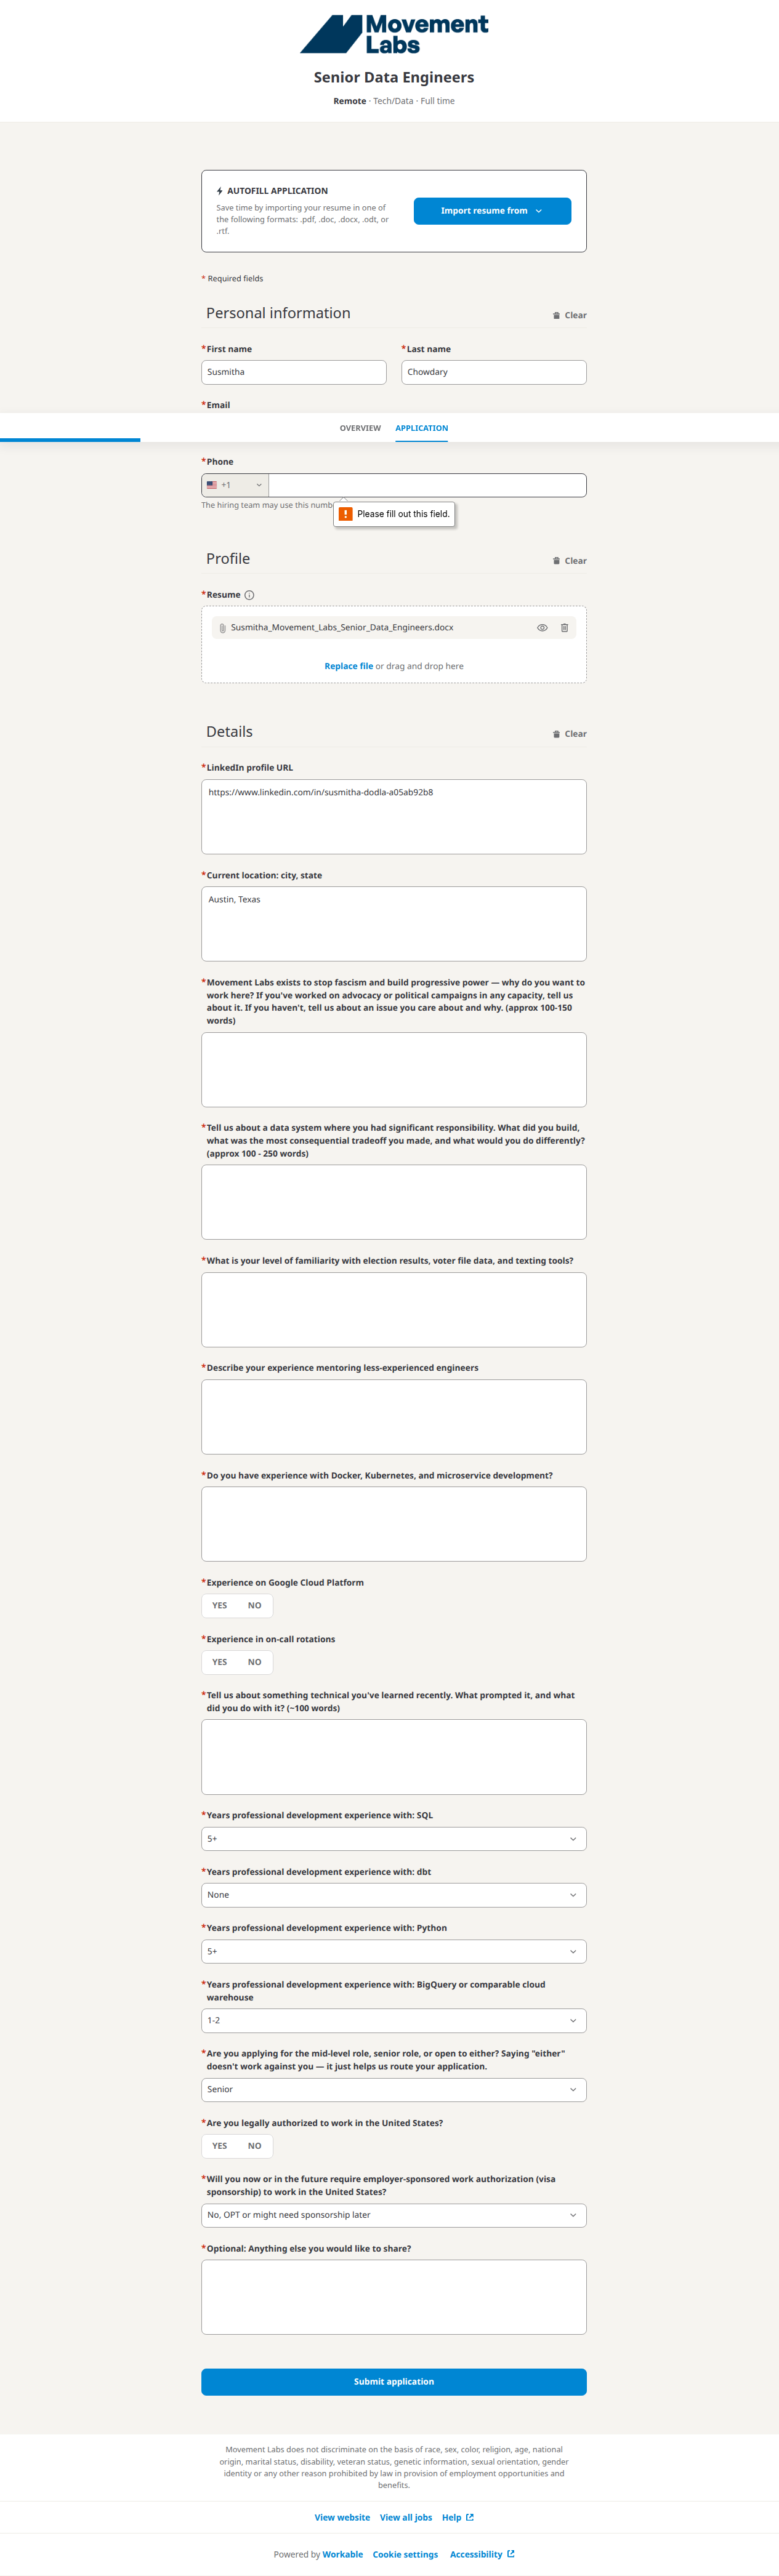 Movement
Labs
Senior Data Engineers
Remote · Tech/Data · Full time
AUTOFILL APPLICATION
Save time by importing your resume in one of
the following formats: .pdf, .doc, .docx, .odt, or
.rtf.
Import resume from
* Required fields
Personal information
Clear
*First name
*Last name
Susmitha
Chowdary
*Email
OVERVIEW
APPLICATION
*Phone
+1
The hiring team may use this numb
Please fill out this field.
Profile
Clear
*Resume
Susmitha_Movement_Labs_Senior_Data_Engineers.docx
Replace file or drag and drop here
Details
Clear
*LinkedIn profile URL
https://www.linkedin.com/in/susmitha-dodla-a05ab92b8
*Current location: city, state
Austin, Texas
*Movement Labs exists to stop fascism and build progressive power — why do you want to
work here? If you've worked on advocacy or political campaigns in any capacity, tell us
about it. If you haven't, tell us about an issue you care about and why. (approx 100-150
words)
*Tell us about a data system where you had significant responsibility. What did you build,
what was the most consequential tradeoff you made, and what would you do differently?
(approx 100 - 250 words)
*What is your level of familiarity with election results, voter file data, and texting tools?
*Describe your experience mentoring less-experienced engineers
*Do you have experience with Docker, Kubernetes, and microservice development?
*Experience on Google Cloud Platform
YES NO
*Experience in on-call rotations
YES NO
*Tell us about something technical you've learned recently. What prompted it, and what
did you do with it? (~100 words)
*Years professional development experience with: SQL
5+
*Years professional development experience with: dbt
None
*Years professional development experience with: Python
5+
*Years professional development experience with: BigQuery or comparable cloud
warehouse
1-2
*Are you applying for the mid-level role, senior role, or open to either? Saying "either"
doesn't work against you — it just helps us route your application.
Senior
*Are you legally authorized to work in the United States?
YES NO
*Will you now or in the future require employer-sponsored work authorization (visa
sponsorship) to work in the United States?
No, OPT or might need sponsorship later
*Optional: Anything else you would like to share?
Submit application
Movement Labs does not discriminate on the basis of race, sex, color, religion, age, national
origin, marital status, disability, veteran status, genetic information, sexual orientation, gender
identity or any other reason prohibited by law in provision of employment opportunities and
benefits.
View website View all jobs Help
Powered by Workable Cookie settings Accessibility